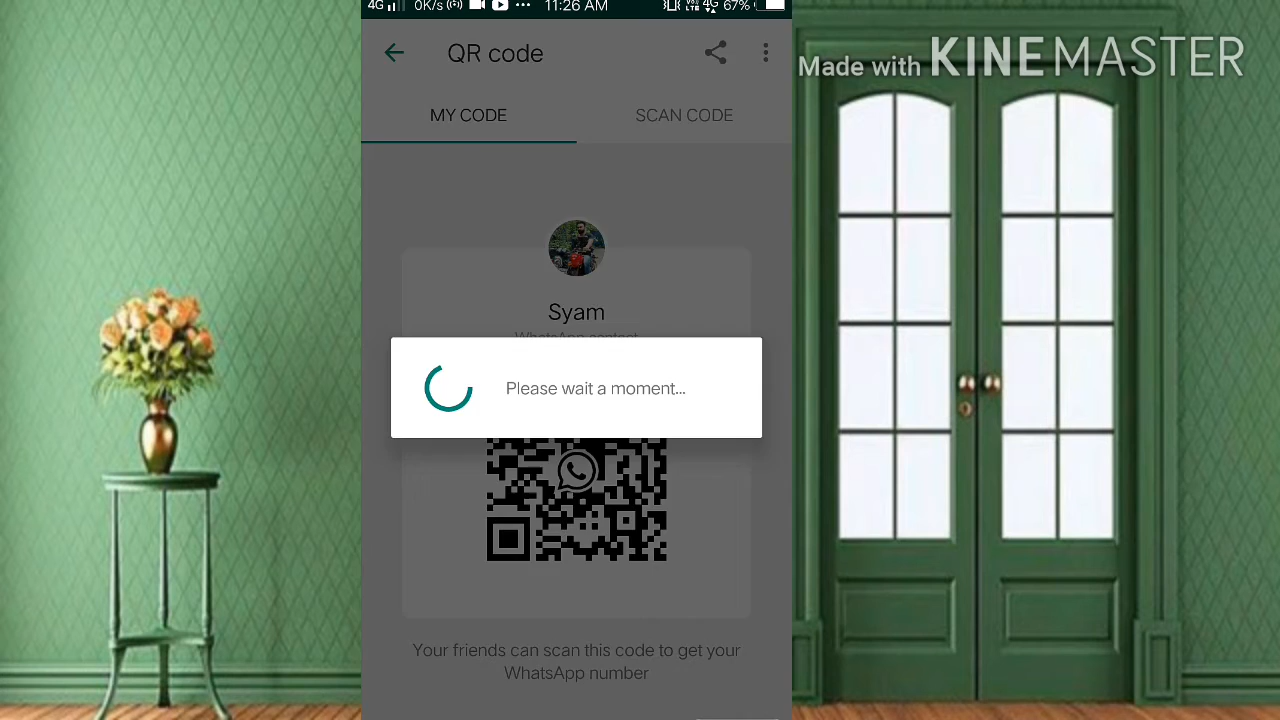 4G 0K/s 11:26 AM 4G 67%
Made with KINEMASTER
QR code
MY CODE
SCAN CODE
Syam
WhatsApp contact
Please wait a moment...
Your friends can scan this code to get your
WhatsApp number